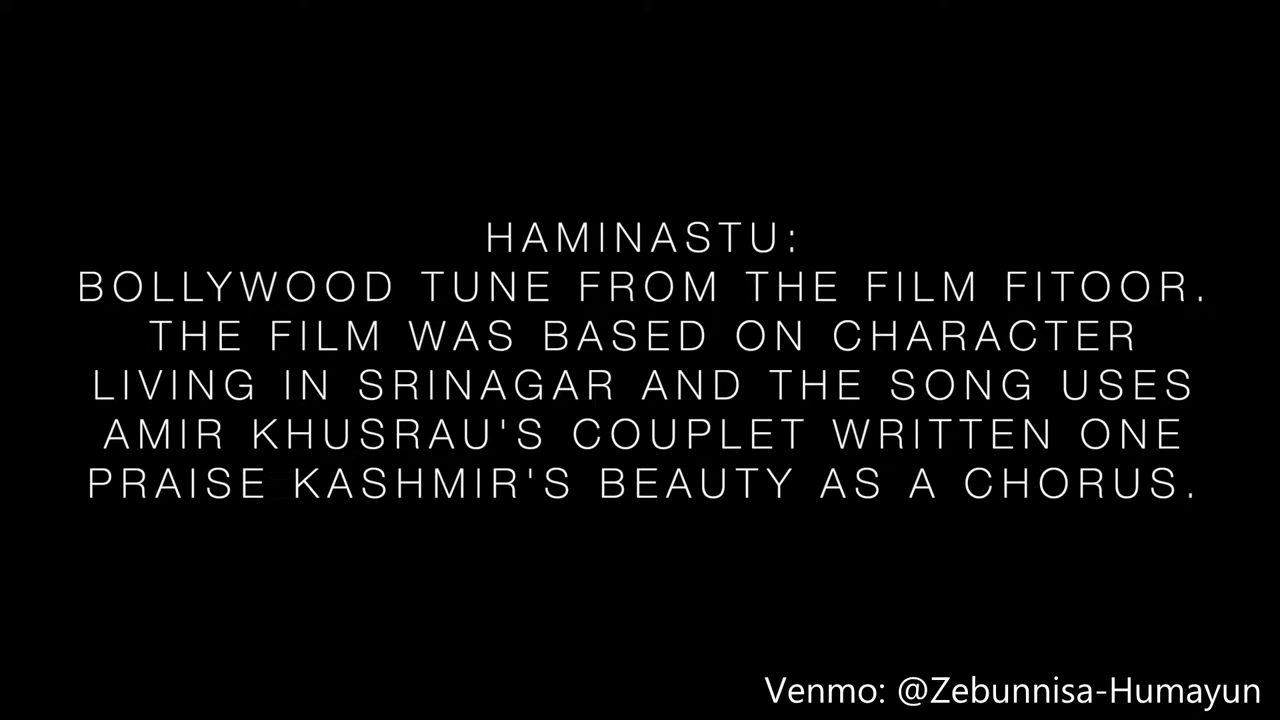 HAMINASTU:
BOLLYWOOD TUNE FROM THE FILM FITOOR.
THE FILM WAS BASED ON CHARACTER
LIVING IN SRINAGAR AND THE SONG USES
AMIR KHUSRAU'S COUPLET WRITTEN ONE
PRAISE KASHMIR'S BEAUTY AS A CHORUS.
Venmo: @Zebunnisa-Humayun